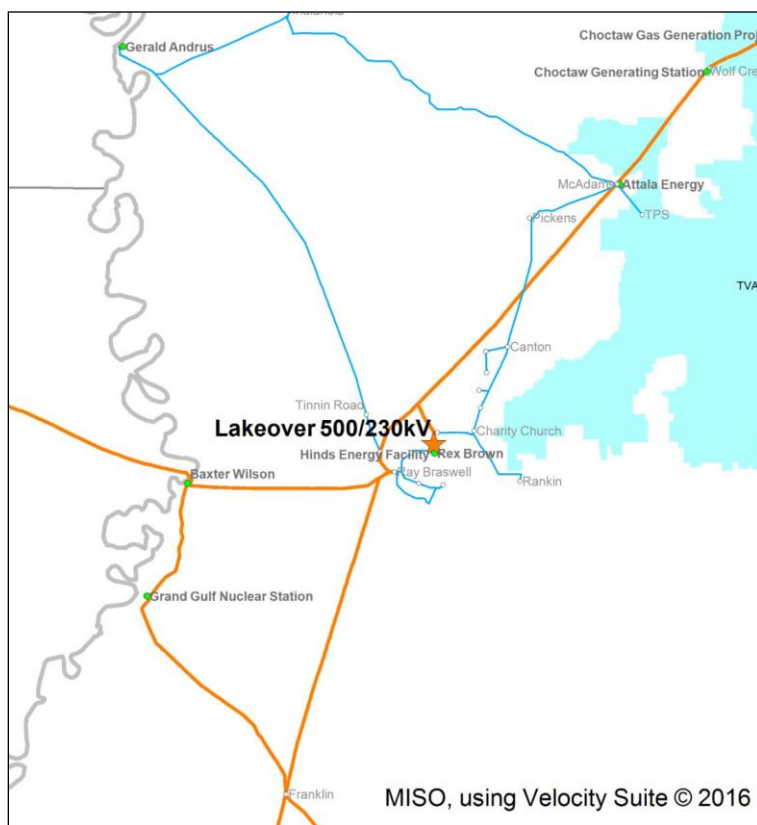 Indianola
Gerald Andrus
Choctaw Gas Generation Proj
Choctaw Generating Station
Wolf Cre
McAdams
Attala Energy
Pickens
TPS
TVA
Canton
Tinnin Road
Lakeover 500/230kV
Charity Church
Hinds Energy Facility
Rex Brown
Ray Braswell
Rankin
Baxter Wilson
Grand Gulf Nuclear Station
Franklin
MISO, using Velocity Suite © 2016